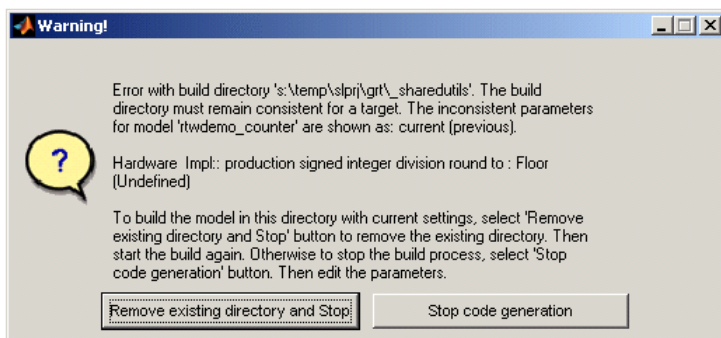 Warning!
Error with build directory 's:\temp\slprj\grt\_sharedutils'. The build
directory must remain consistent for a target. The inconsistent parameters
for model 'rtwdemo_counter' are shown as: current (previous).
Hardware Impl:: production signed integer division round to : Floor
(Undefined)
To build the model in this directory with current settings, select 'Remove
existing directory and Stop' button to remove the existing directory. Then
start the build again. Otherwise to stop the build process, select 'Stop
code generation' button. Then edit the parameters.
Remove existing directory and Stop
Stop code generation